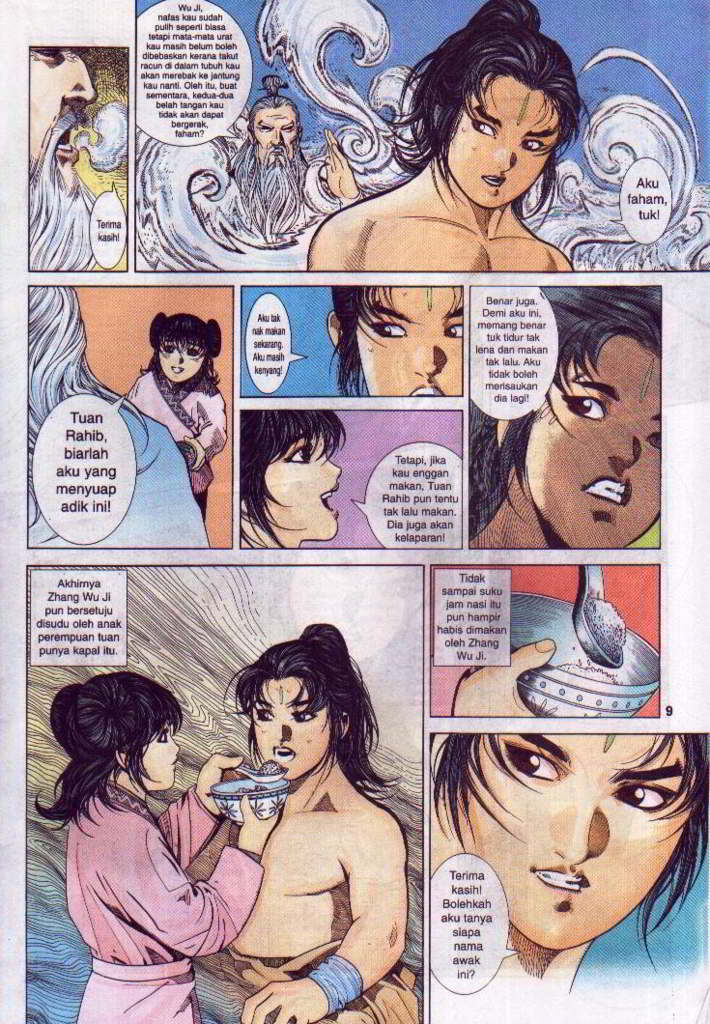 Wu Ji,
nafas kau sudah
pulih seperti biasa
tetapi mata-mata urat
kau masih belum boleh
dibebaskan kerana takut
racun di dalam tubuh kau
akan merebak ke jantung
kau nanti. Oleh itu, buat
sementara, kedua-dua
belah tangan kau
tidak akan dapat
bergerak,
faham?
Terima
kasih!
Aku
faham,
tuk!
Tuan
Rahib,
biarlah
aku yang
menyuap
adik ini!
Aku tak
nak makan
sekarang.
Aku masih
kenyang!
Tetapi, jika
kau enggan
makan, Tuan
Rahib pun tentu
tak lalu makan.
Dia juga akan
kelaparan!
Benar juga.
Demi aku ini,
memang benar
tuk tidur tak
lena dan makan
tak lalu. Aku
tidak boleh
merisaukan
dia lagi!
Akhirnya
Zhang Wu Ji
pun bersetuju
disudu oleh anak
perempuan tuan
punya kapal itu.
Tidak
sampai suku
jam nasi itu
pun hampir
habis dimakan
oleh Zhang
Wu Ji.
9
Terima
kasih!
Bolehkah
aku tanya
siapa
nama
awak
ini?